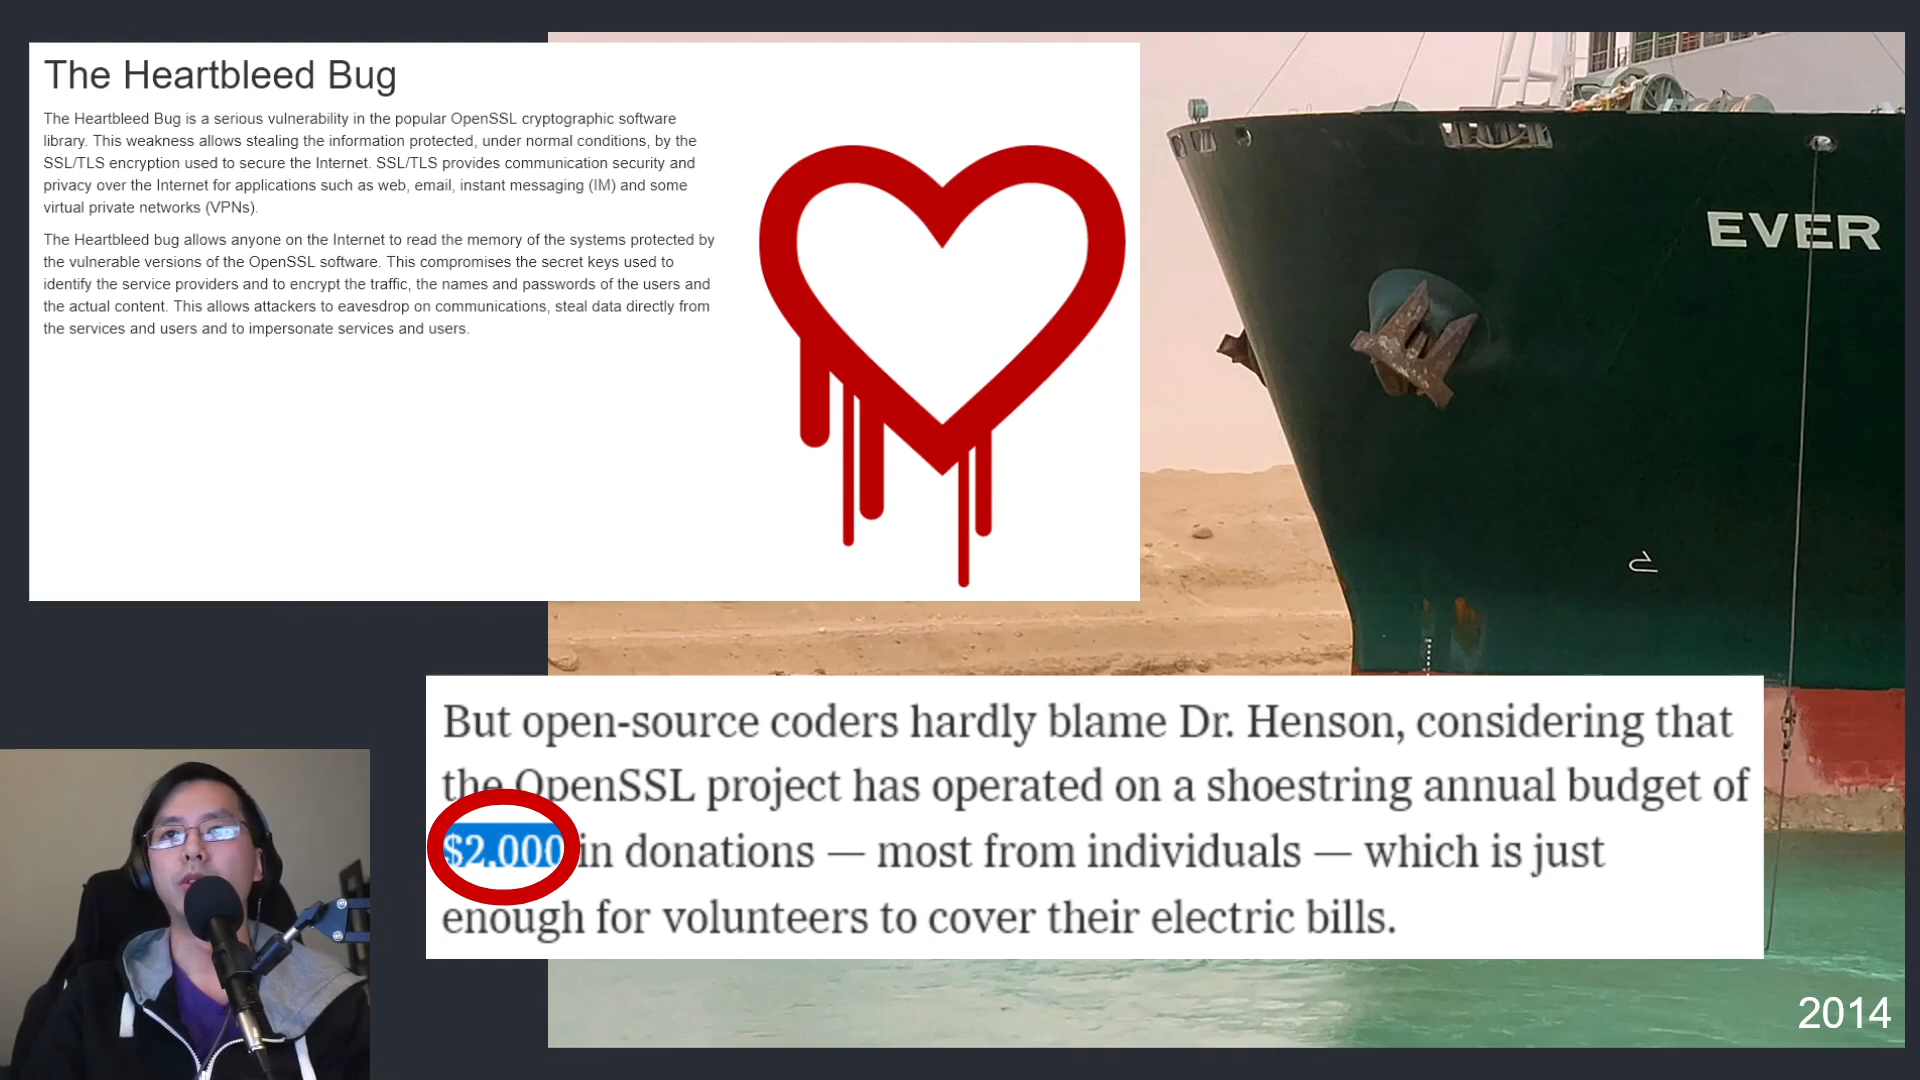 The Heartbleed Bug
The Heartbleed Bug is a serious vulnerability in the popular OpenSSL cryptographic software
library. This weakness allows stealing the information protected, under normal conditions, by the
SSL/TLS encryption used to secure the Internet. SSL/TLS provides communication security and
privacy over the Internet for applications such as web, email, instant messaging (IM) and some
virtual private networks (VPNs).
The Heartbleed bug allows anyone on the Internet to read the memory of the systems protected by
the vulnerable versions of the OpenSSL software. This compromises the secret keys used to
identify the service providers and to encrypt the traffic, the names and passwords of the users and
the actual content. This allows attackers to eavesdrop on communications, steal data directly from
the services and users and to impersonate services and users.
EVER
But open-source coders hardly blame Dr. Henson, considering that
the OpenSSL project has operated on a shoestring annual budget of
$2,000 in donations — most from individuals — which is just
enough for volunteers to cover their electric bills.
2014